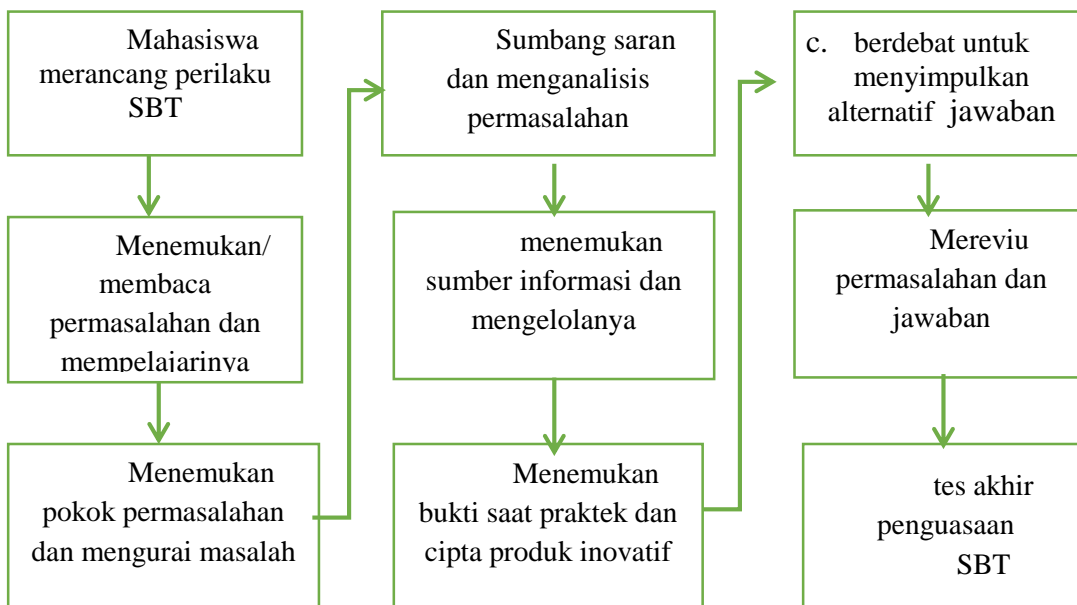 Mahasiswa
merancang perilaku
SBT
Menemukan/
membaca
permasalahan dan
mempelajarinya
Menemukan
pokok permasalahan
dan mengurai masalah
Sumbang saran
dan menganalisis
permasalahan
menemukan
sumber informasi dan
mengelolanya
Menemukan
bukti saat praktek dan
cipta produk inovatif
c. berdebat untuk
menyimpulkan
alternatif jawaban
Mereviu
permasalahan dan
jawaban
tes akhir
penguasaan
SBT